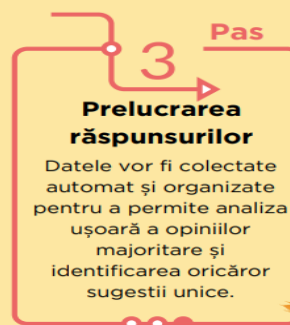 Pas
3
Prelucrarea
răspunsurilor
Datele vor fi colectate
automat și organizate
pentru a permite analiza
ușoară a opiniilor
majoritare și
identificarea oricăror
sugestii unice.